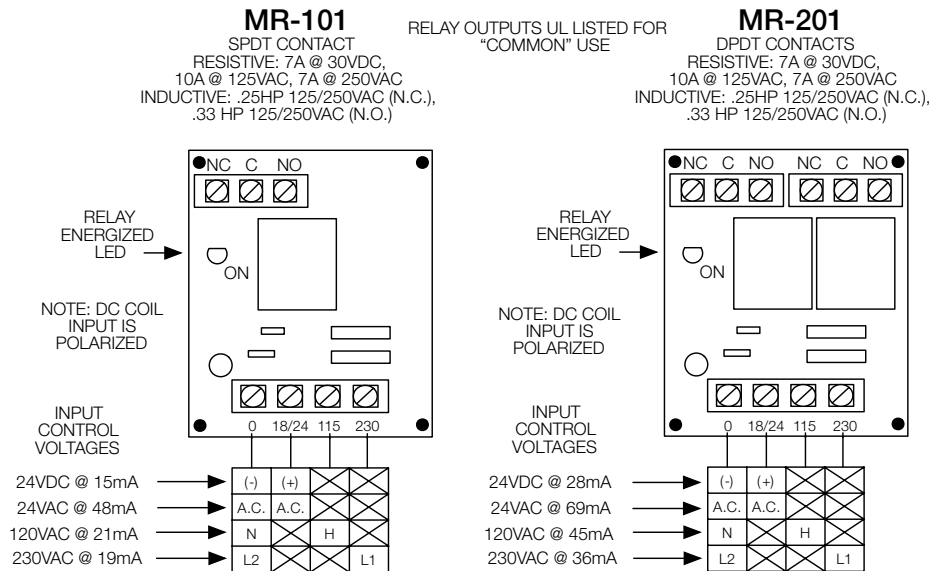 MR-101
SPDT CONTACT
RESISTIVE: 7A @ 30VDC,
10A @ 125VAC, 7A @ 250VAC
INDUCTIVE: .25HP 125/250VAC (N.C.),
.33 HP 125/250VAC (N.O.)
RELAY OUTPUTS UL LISTED FOR
“COMMON” USE
MR-201
DPDT CONTACTS
RESISTIVE: 7A @ 30VDC,
10A @ 125VAC, 7A @ 250VAC
INDUCTIVE: .25HP 125/250VAC (N.C.),
.33 HP 125/250VAC (N.O.)
NC C NO
RELAY
ENERGIZED
LED
ON
NOTE: DC COIL
INPUT IS
POLARIZED
INPUT
CONTROL
VOLTAGES
0 18/24 115 230
24VDC @ 15mA (-) (+)
24VAC @ 48mA A.C. A.C.
120VAC @ 21mA N H
230VAC @ 19mA L2 L1
NC C NO NC C NO
RELAY
ENERGIZED
LED
ON
NOTE: DC COIL
INPUT IS
POLARIZED
INPUT
CONTROL
VOLTAGES
0 18/24 115 230
24VDC @ 28mA (-) (+)
24VAC @ 69mA A.C. A.C.
120VAC @ 45mA N H
230VAC @ 36mA L2 L1